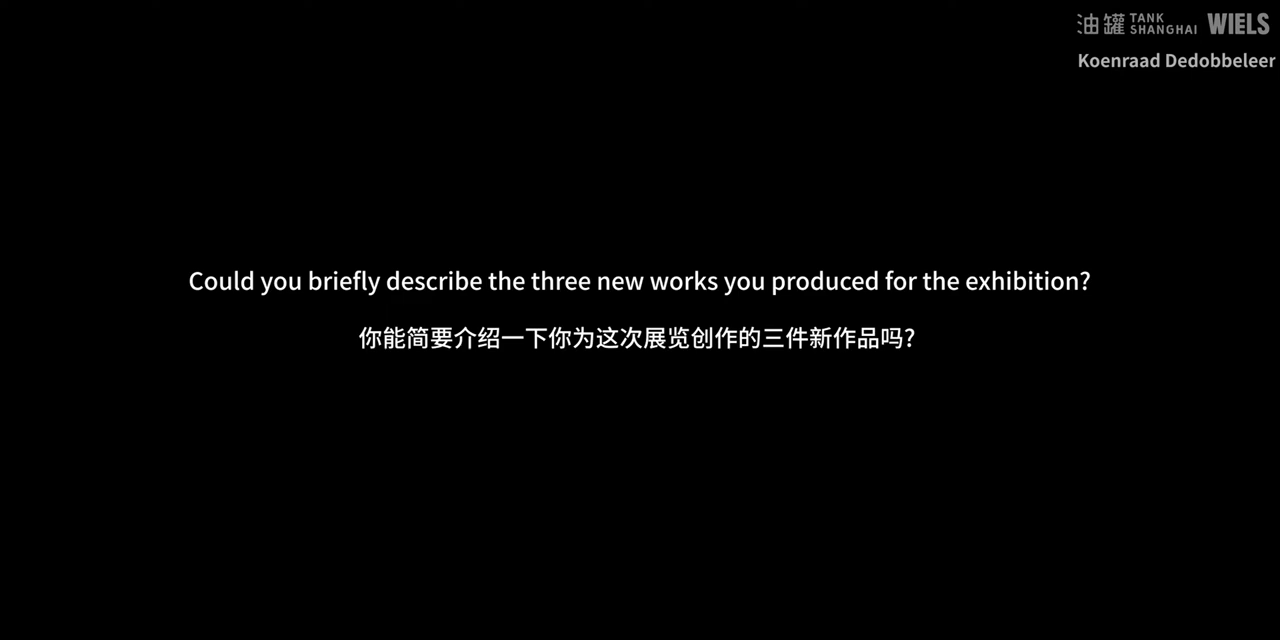 油罐 TANK SHANGHAI WIELS
Koenraad Dedobbeleer
Could you briefly describe the three new works you produced for the exhibition?
你能简要介绍一下你为这次展览创作的三件新作品吗?